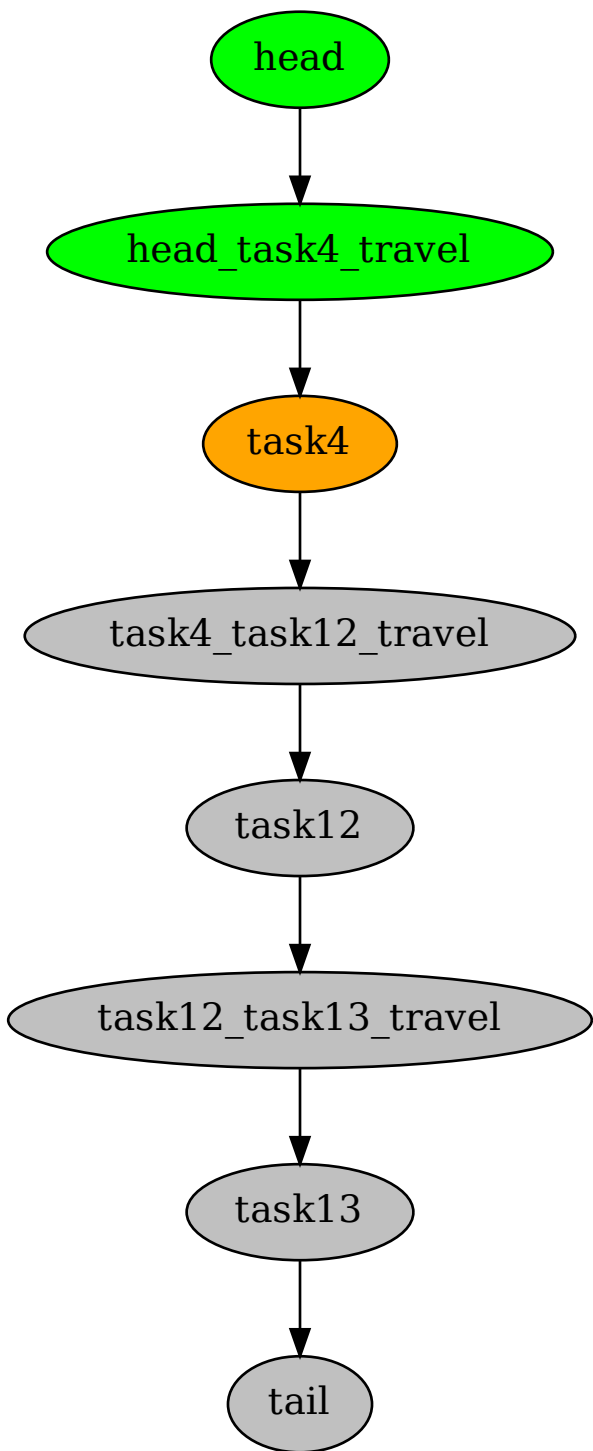 head
head_task4_travel
task4
task4_task12_travel
task12
task12_task13_travel
task13
tail